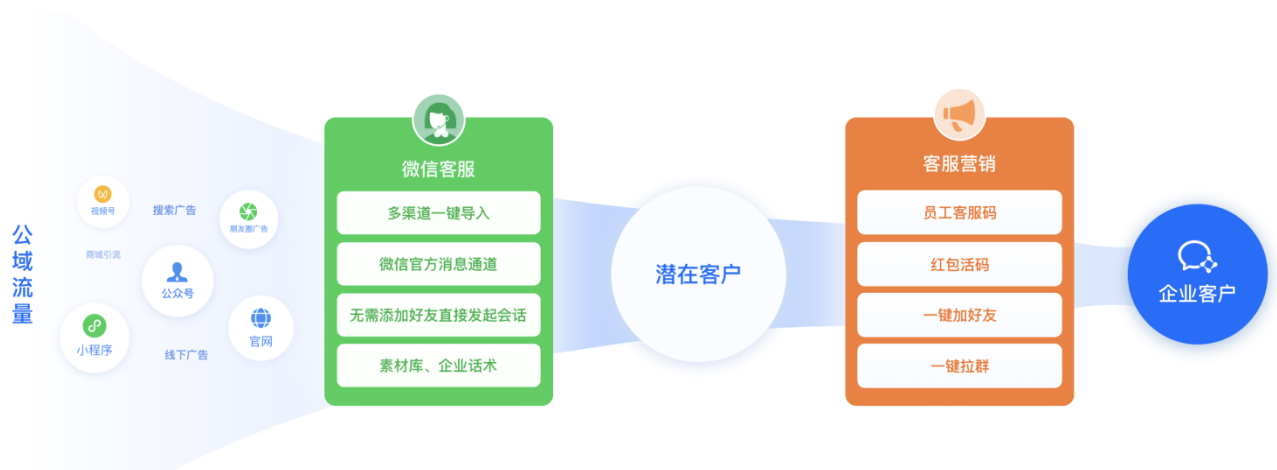 公域流量
视频号
搜索广告
朋友圈广告
商城引流
公众号
小程序
线下广告
官网
微信客服
多渠道一键导入
微信官方消息通道
无需添加好友直接发起会话
素材库、企业话术
潜在客户
客服营销
员工客服码
红包活码
一键加好友
一键拉群
企业客户